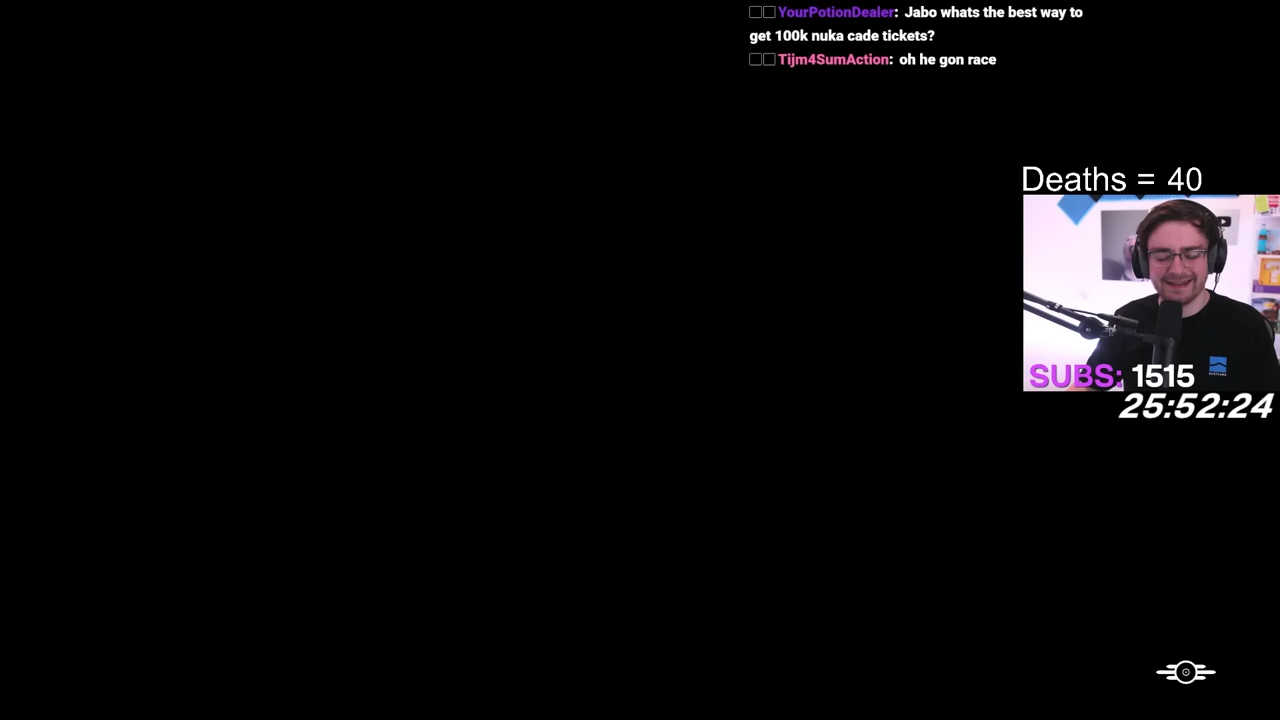 YourPotionDealer: Jabo whats the best way to
get 100k nuka cade tickets?
Tijm4SumAction: oh he gon race
Deaths = 40
SUBS: 1515
25:52:24